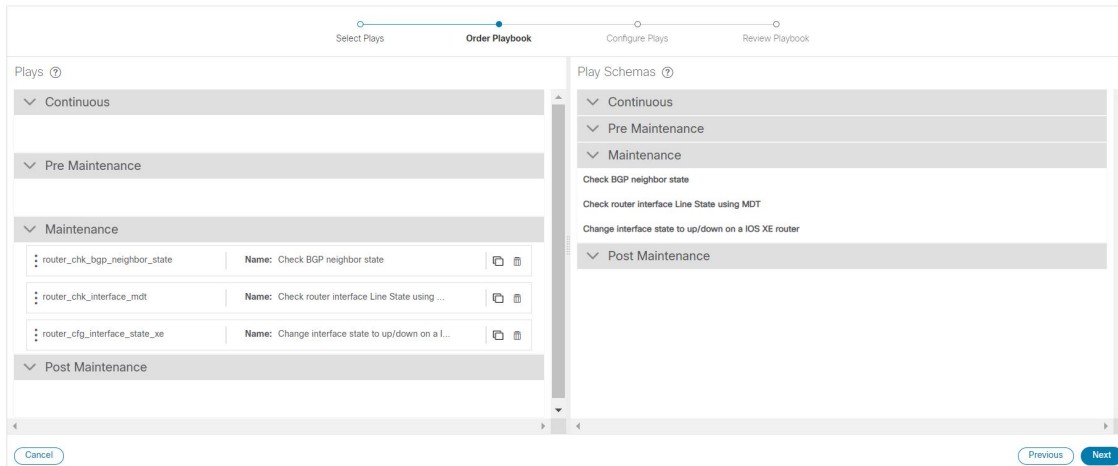 Select Plays
Order Playbook
Configure Plays
Review Playbook
Plays ?
Continuous
Pre Maintenance
Maintenance
router_chk_bgp_neighbor_state Name: Check BGP neighbor state
router_chk_interface_mdt Name: Check router interface Line State using ...
router_cfg_interface_state_xe Name: Change interface state to up/down on a I...
Post Maintenance
Play Schemas ?
Continuous
Pre Maintenance
Maintenance
Check BGP neighbor state
Check router interface Line State using MDT
Change interface state to up/down on a IOS XE router
Post Maintenance
Cancel
Previous
Next